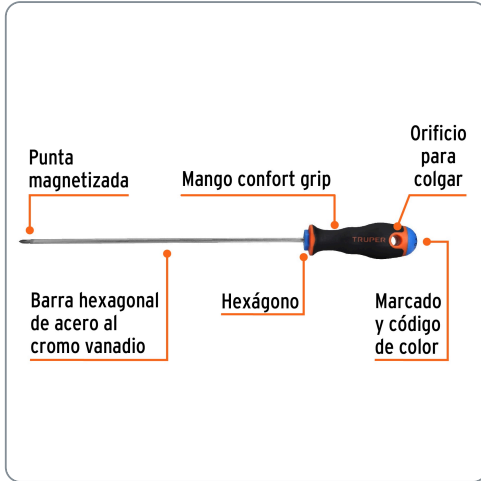 Orificio
para
colgar
Punta
magnetizada
Mango confort grip
TRUPER
Barra hexagonal
de acero al
cromo vanadio
Hexágono
Marcado
y código
de color